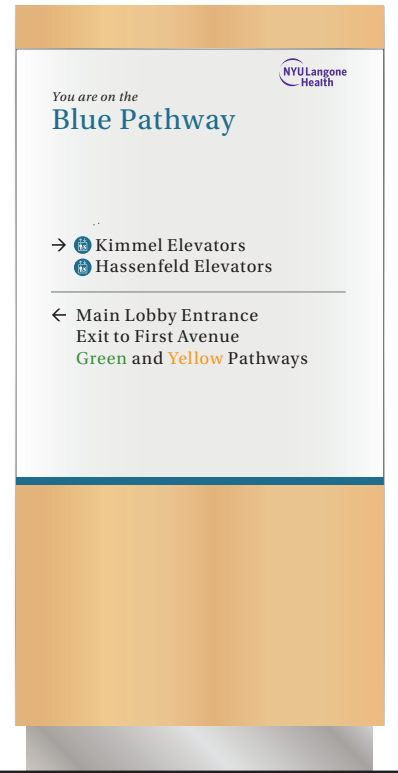 NYU Langone
Health
You are on the
Blue Pathway
→ Kimmel Elevators
Hassenfeld Elevators
← Main Lobby Entrance
Exit to First Avenue
Green and Yellow Pathways